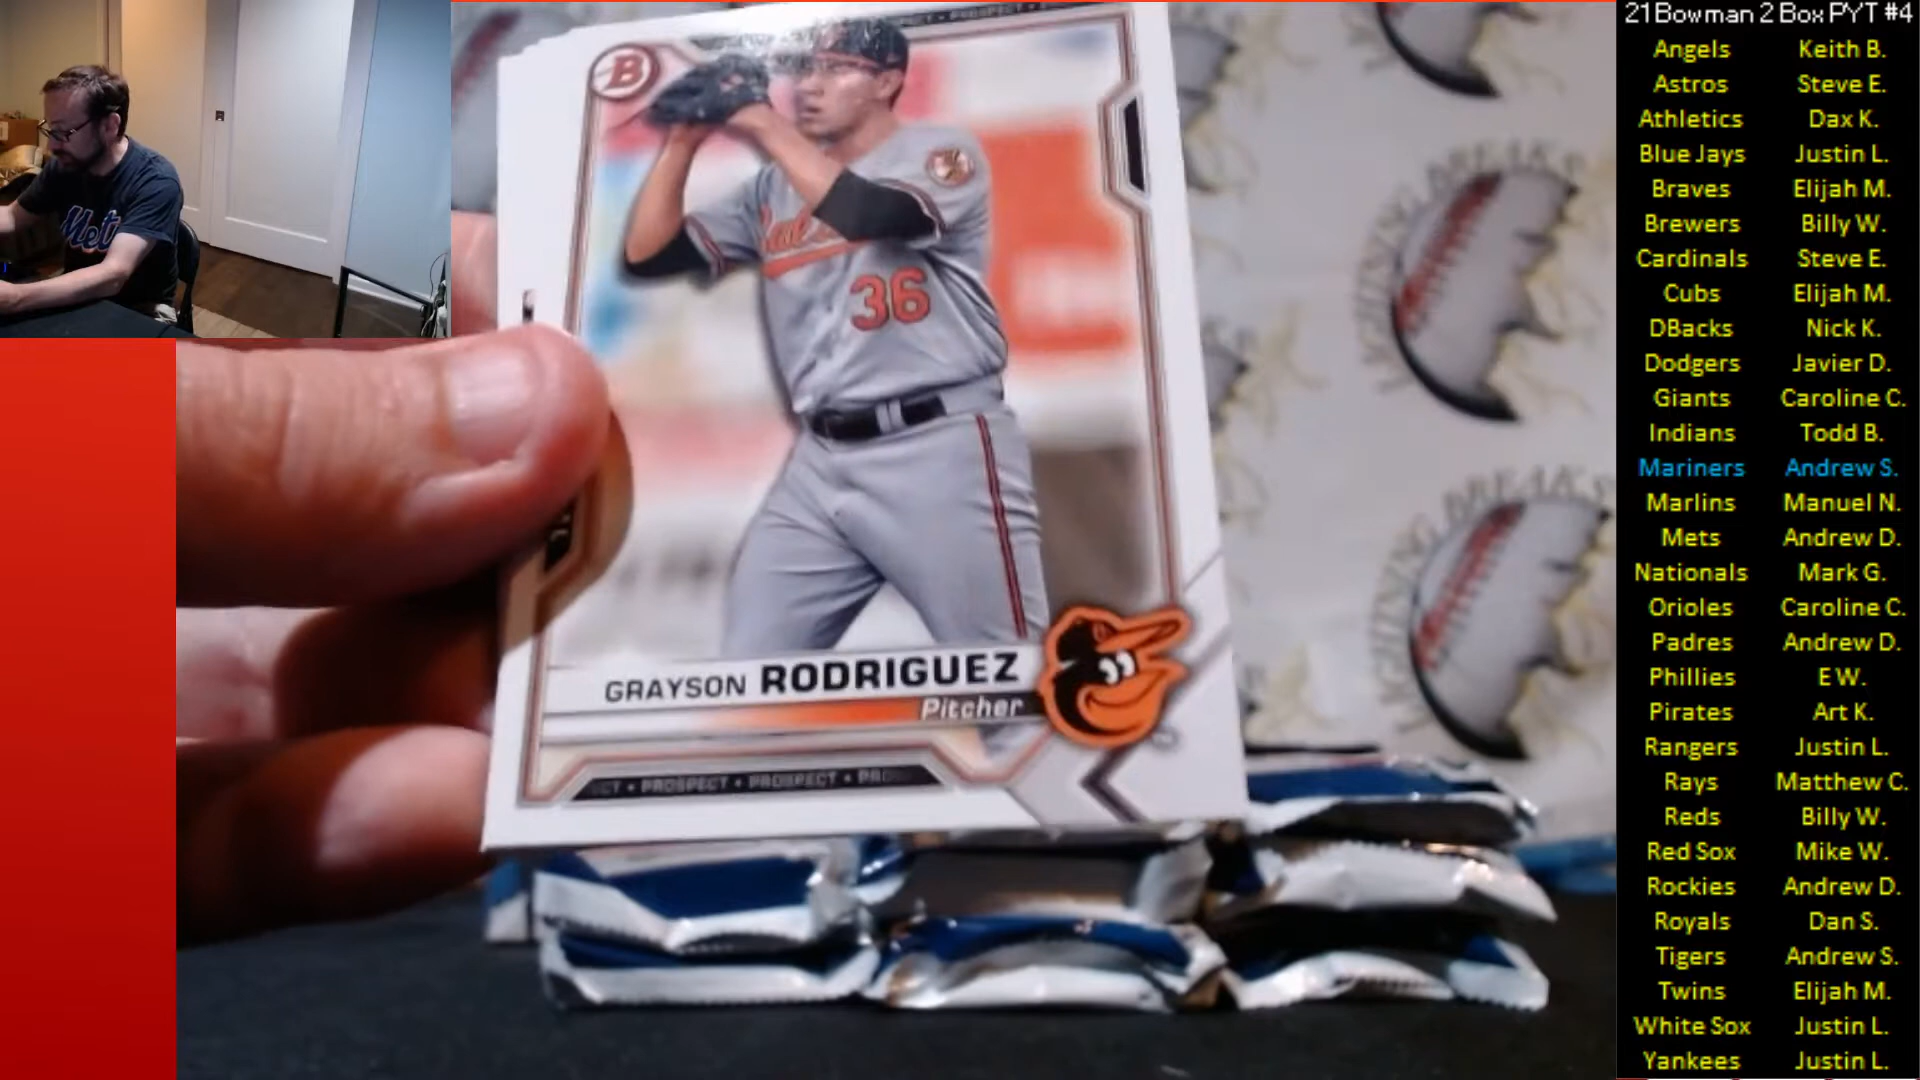 21 Bowman 2 Box PYT #4
Angels Keith B.
Astros Steve E.
Athletics Dax K.
Blue Jays Justin L.
Braves Elijah M.
Brewers Billy W.
Cardinals Steve E.
Cubs Elijah M.
DBacks Nick K.
Dodgers Javier D.
Giants Caroline C.
Indians Todd B.
Mariners Andrew S.
Marlins Manuel N.
Mets Andrew D.
Nationals Mark G.
Orioles Caroline C.
Padres Andrew D.
Phillies E W.
Pirates Art K.
Rangers Justin L.
Rays Matthew C.
Reds Billy W.
Red Sox Mike W.
Rockies Andrew D.
Royals Dan S.
Tigers Andrew S.
Twins Elijah M.
White Sox Justin L.
Yankees Justin L.
Mets
B
36
GRAYSON RODRIGUEZ
Pitcher
PROSPECT • PROSPECT
BREAKS
BREAKS